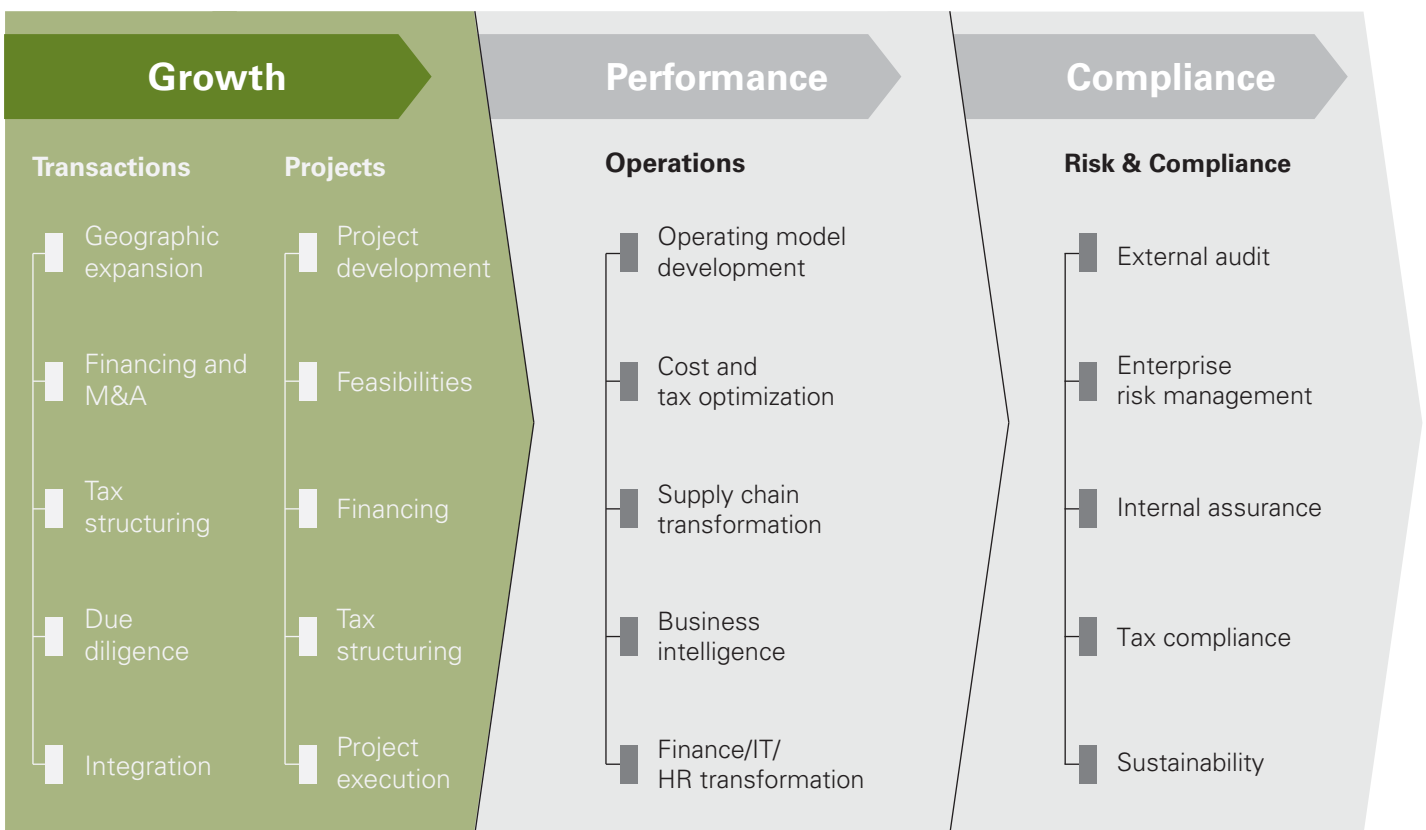 Growth
Transactions
Geographic
expansion
Financing and
M&A
Tax
structuring
Due
diligence
Integration
Projects
Project
development
Feasibilities
Financing
Tax
structuring
Project
execution
Performance
Operations
Operating model
development
Cost and
tax optimization
Supply chain
transformation
Business
intelligence
Finance/IT/
HR transformation
Compliance
Risk & Compliance
External audit
Enterprise
risk management
Internal assurance
Tax compliance
Sustainability